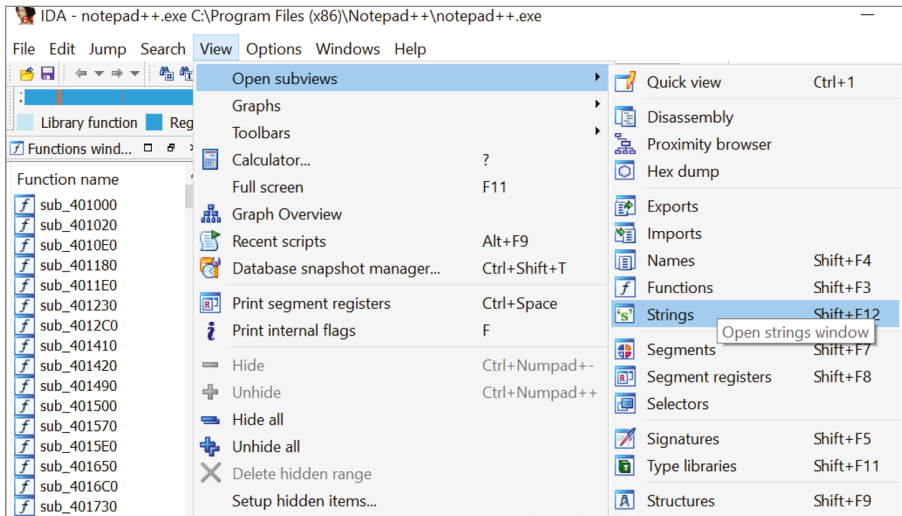 IDA - notepad++.exe C:\Program Files (x86)\Notepad++\notepad++.exe
File Edit Jump Search View Options Windows Help
Library function Reg
Functions wind...
Function name
sub_401000
sub_401020
sub_4010E0
sub_401180
sub_4011E0
sub_401230
sub_4012C0
sub_401410
sub_401420
sub_401490
sub_401500
sub_401570
sub_4015E0
sub_401650
sub_4016C0
sub_401730
Open subviews
Graphs
Toolbars
Calculator... ?
Full screen F11
Graph Overview
Recent scripts Alt+F9
Database snapshot manager... Ctrl+Shift+T
Print segment registers Ctrl+Space
Print internal flags F
Hide Ctrl+Numpad+-
Unhide Ctrl+Numpad++
Hide all
Unhide all
Delete hidden range
Setup hidden items...
Quick view Ctrl+1
Disassembly
Proximity browser
Hex dump
Exports
Imports
Names Shift+F4
Functions Shift+F3
Strings Shift+F12
Open strings window
Segments Shift+F7
Segment registers Shift+F8
Selectors
Signatures Shift+F5
Type libraries Shift+F11
Structures Shift+F9